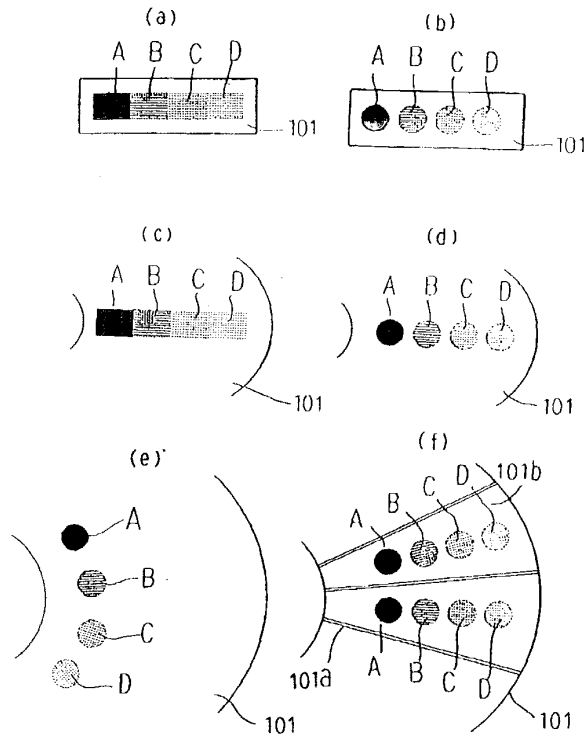 (a)
A B C D
101
(b)
A B C D
101
(c)
A B C D
101
(d)
A B C D
101
(e)
A
B
C
D
101
(f)
A B C D 101b
A B C D
101a
101